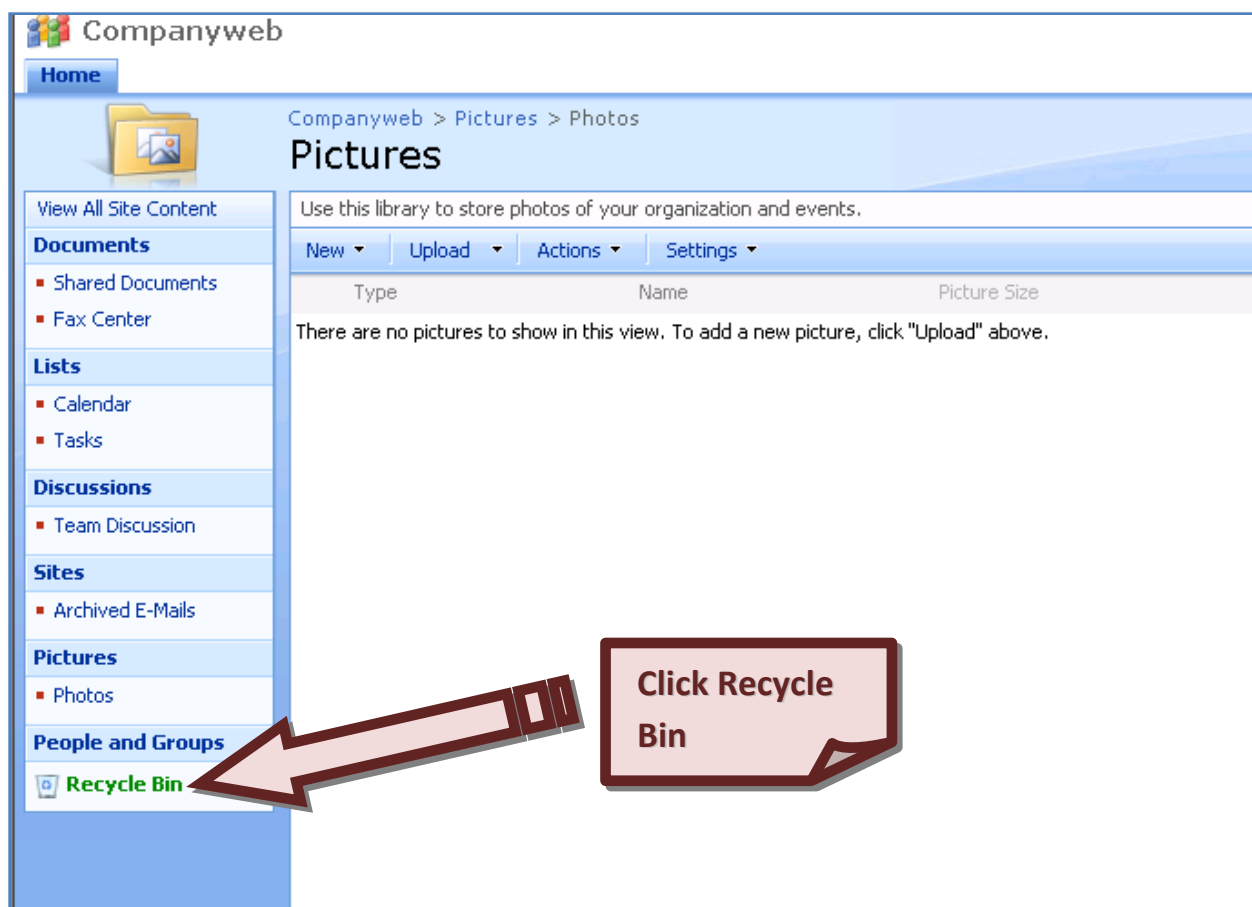 Companyweb
Home
Companyweb > Pictures > Photos
Pictures
View All Site Content
Use this library to store photos of your organization and events.
Documents
New Upload Actions Settings
Shared Documents
Type Name Picture Size
Fax Center
There are no pictures to show in this view. To add a new picture, click "Upload" above.
Lists
Calendar
Tasks
Discussions
Team Discussion
Sites
Archived E-Mails
Pictures
Photos
People and Groups
Recycle Bin
Click Recycle
Bin